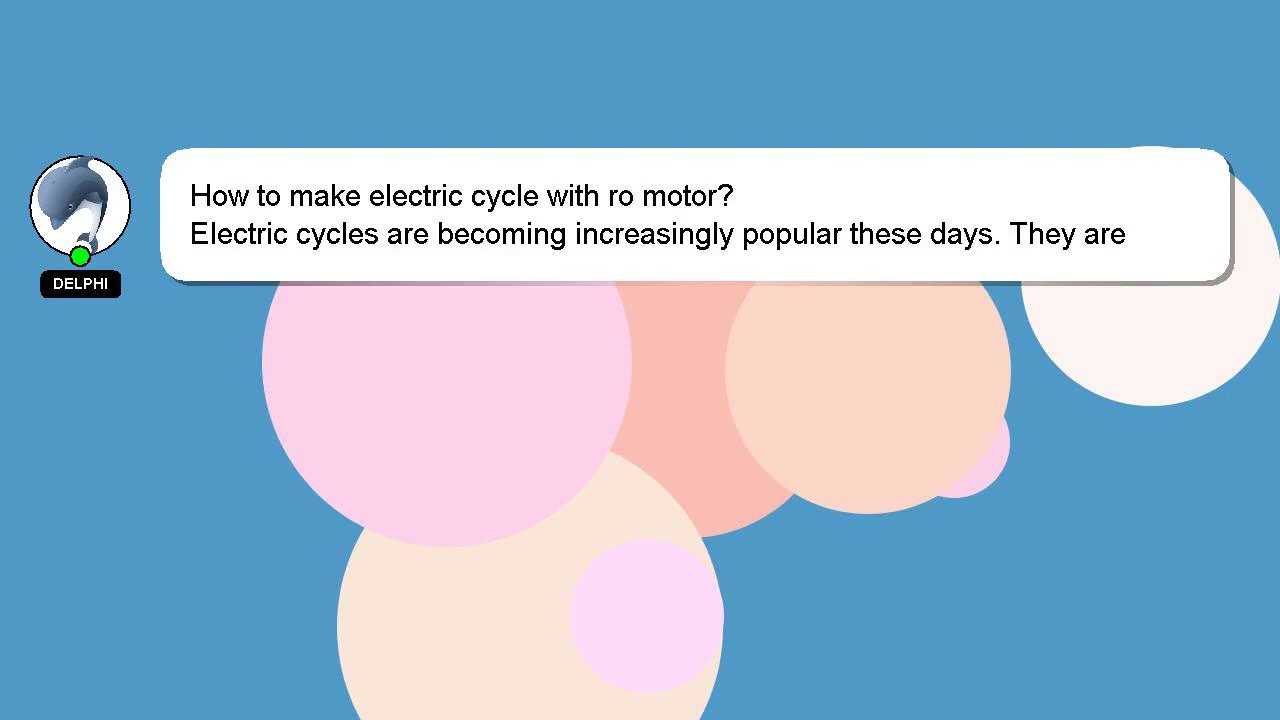 How to make electric cycle with ro motor?
Electric cycles are becoming increasingly popular these days. They are
DELPHI